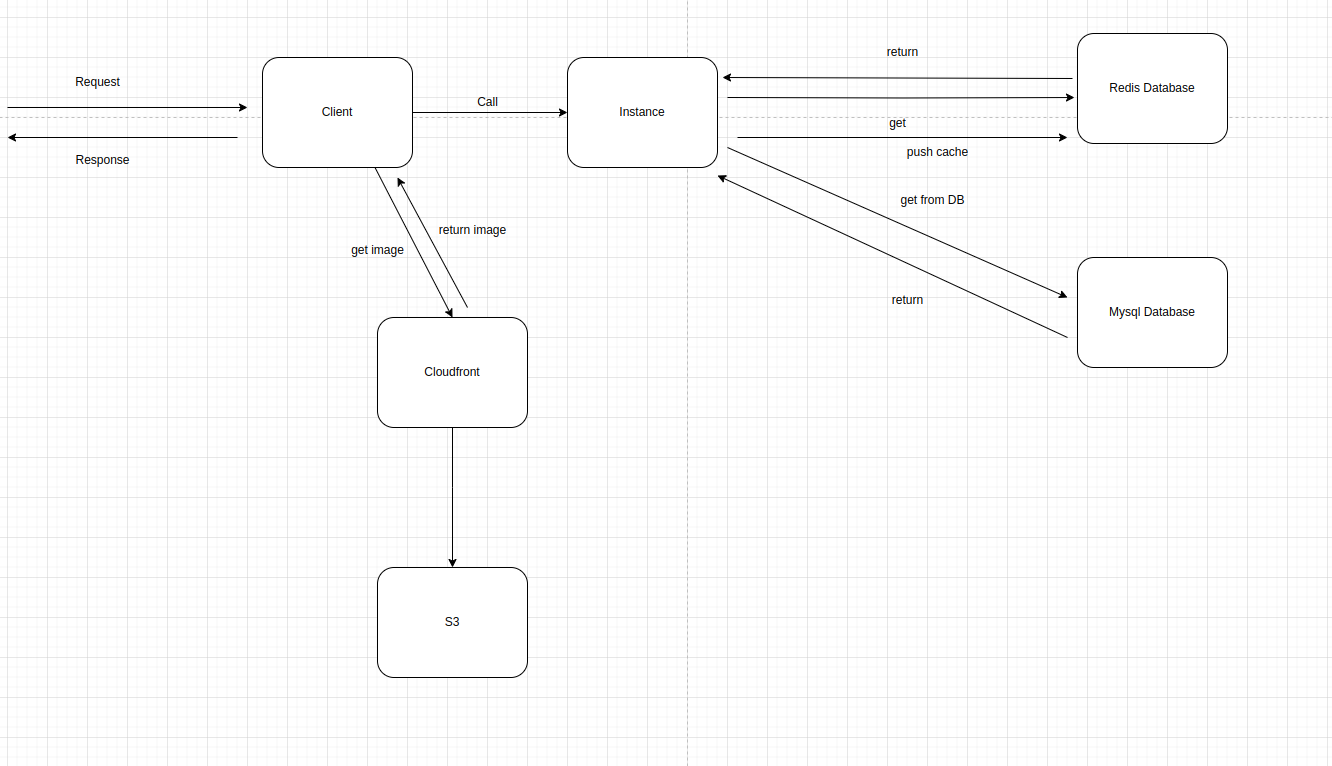 Request
Response
Client
Call
Instance
return
get
push cache
Redis Database
get from DB
return
Mysql Database
get image
return image
Cloudfront
S3